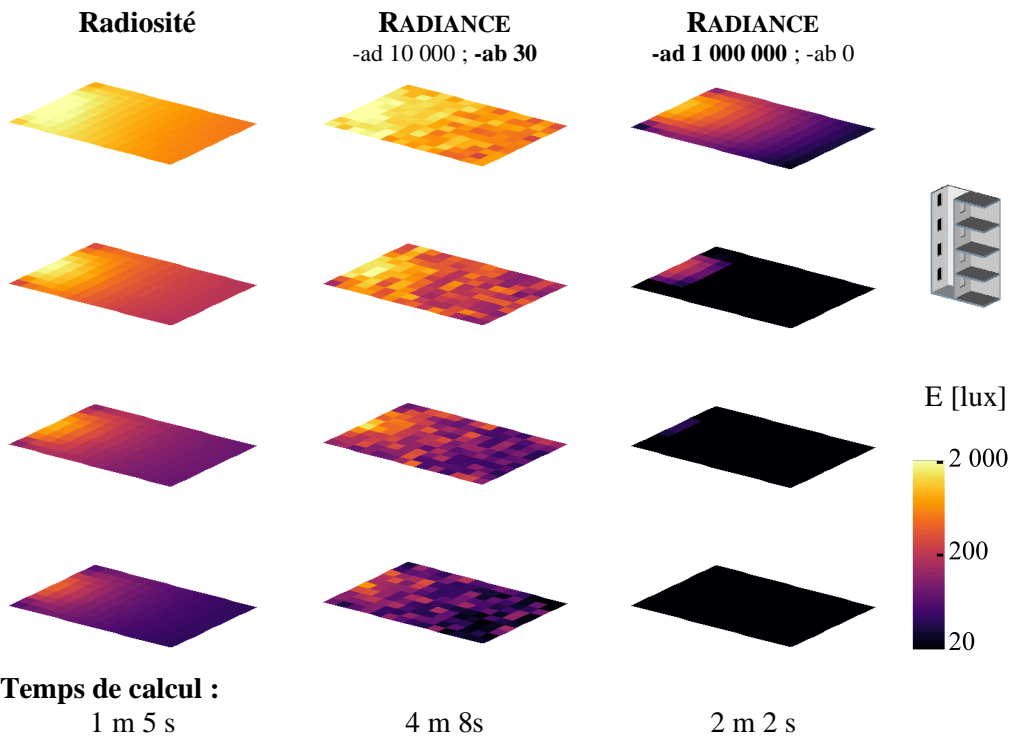 Radiosité
RADIANCE
-ad 10 000 ; -ab 30
RADIANCE
-ad 1 000 000 ; -ab 0
E [lux]
2 000
200
20
Temps de calcul :
1 m 5 s
4 m 8s
2 m 2 s